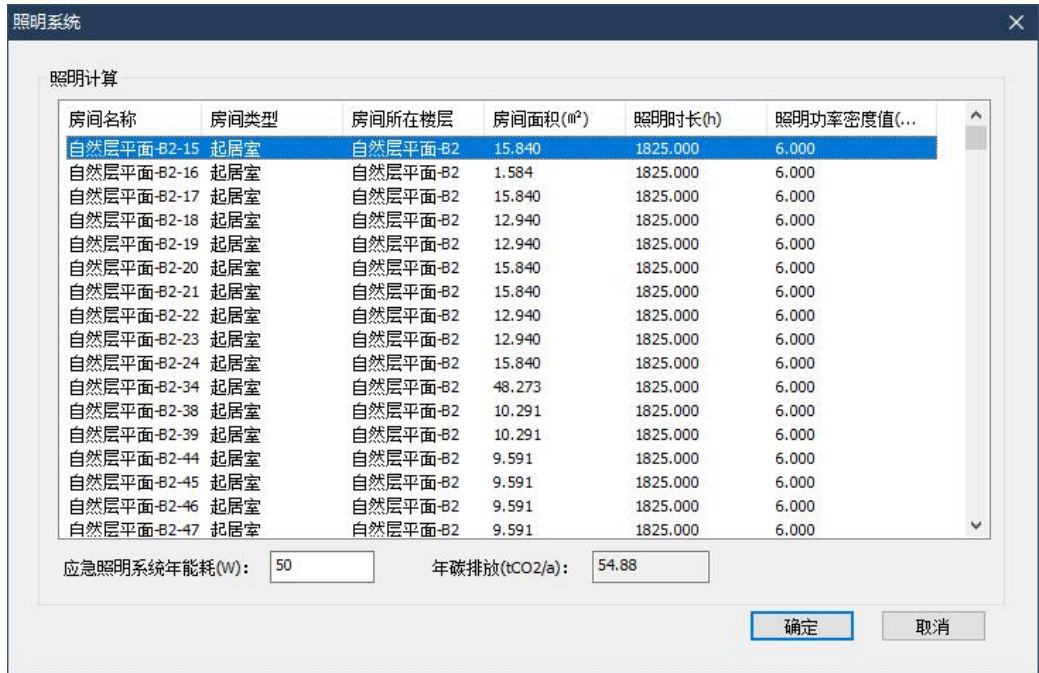 照明系统
照明计算
房间名称 房间类型 房间所在楼层 房间面积(m²) 照明时长(h) 照明功率密度值(...
自然层平面-B2-15 起居室 自然层平面-B2 15.840 1825.000 6.000
自然层平面-B2-16 起居室 自然层平面-B2 1.584 1825.000 6.000
自然层平面-B2-17 起居室 自然层平面-B2 15.840 1825.000 6.000
自然层平面-B2-18 起居室 自然层平面-B2 12.940 1825.000 6.000
自然层平面-B2-19 起居室 自然层平面-B2 12.940 1825.000 6.000
自然层平面-B2-20 起居室 自然层平面-B2 15.840 1825.000 6.000
自然层平面-B2-21 起居室 自然层平面-B2 15.840 1825.000 6.000
自然层平面-B2-22 起居室 自然层平面-B2 12.940 1825.000 6.000
自然层平面-B2-23 起居室 自然层平面-B2 12.940 1825.000 6.000
自然层平面-B2-24 起居室 自然层平面-B2 15.840 1825.000 6.000
自然层平面-B2-34 起居室 自然层平面-B2 48.273 1825.000 6.000
自然层平面-B2-38 起居室 自然层平面-B2 10.291 1825.000 6.000
自然层平面-B2-39 起居室 自然层平面-B2 10.291 1825.000 6.000
自然层平面-B2-44 起居室 自然层平面-B2 9.591 1825.000 6.000
自然层平面-B2-45 起居室 自然层平面-B2 9.591 1825.000 6.000
自然层平面-B2-46 起居室 自然层平面-B2 9.591 1825.000 6.000
自然层平面-B2-47 起居室 自然层平面-B2 9.591 1825.000 6.000
应急照明系统年能耗(W): 50 年碳排放(tCO2/a): 54.88
确定 取消